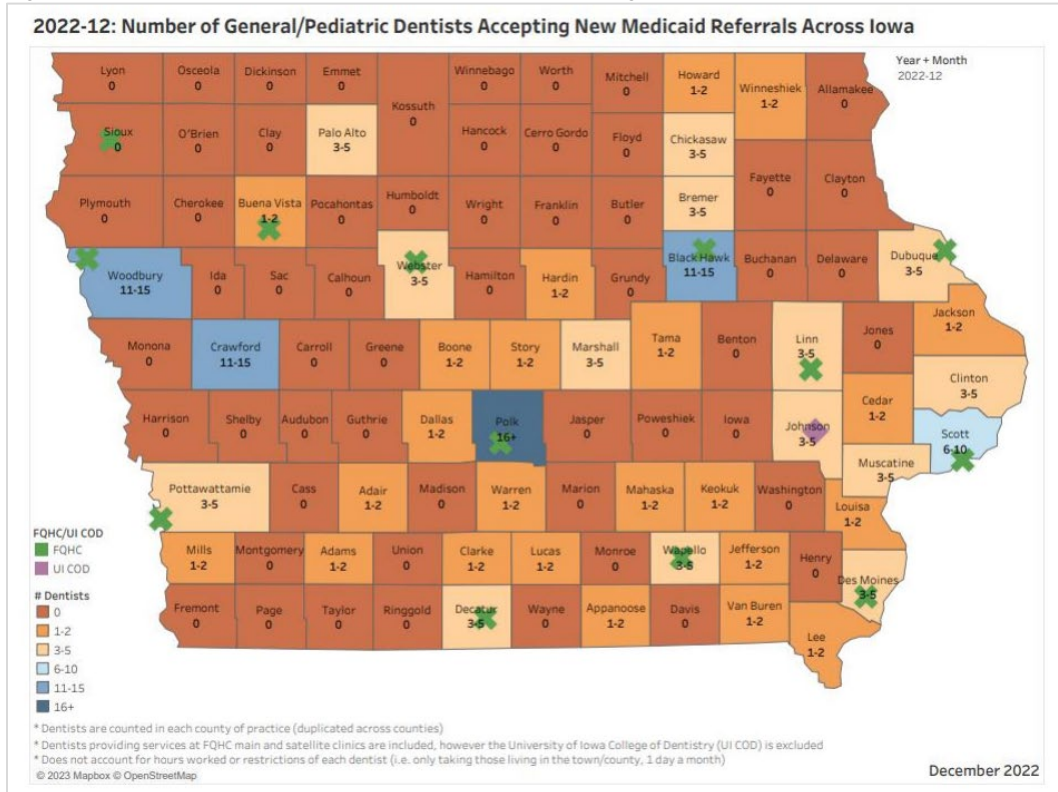 2022-12: Number of General/Pediatric Dentists Accepting New Medicaid Referrals Across Iowa
Year + Month
2022-12
Lyon
0
Osceola
0
Dickinson
0
Emmet
0
Kossuth
0
Winnebago
0
Worth
0
Mitchell
0
Howard
1-2
Winneshiek
1-2
Allamakee
0
Sioux
0
O'Brien
0
Clay
0
Palo Alto
3-5
Hancock
0
Cerro Gordo
0
Floyd
0
Chickasaw
3-5
Plymouth
0
Cherokee
0
Buena Vista
1-2
Pocahontas
0
Humboldt
0
Wright
0
Franklin
0
Butler
0
Bremer
3-5
Fayette
0
Clayton
0
Woodbury
11-15
Ida
0
Sac
0
Calhoun
0
Webster
3-5
Hamilton
0
Hardin
1-2
Grundy
0
Black Hawk
11-15
Buchanan
0
Delaware
0
Dubuque
3-5
Monona
0
Crawford
11-15
Carroll
0
Greene
0
Boone
1-2
Story
1-2
Marshall
3-5
Tama
1-2
Benton
0
Linn
3-5
Jones
0
Jackson
1-2
Clinton
3-5
Harrison
0
Shelby
0
Audubon
0
Guthrie
0
Dallas
1-2
Polk
16+
Jasper
0
Poweshiek
0
Iowa
0
Johnson
3-5
Cedar
1-2
Scott
6-10
Muscatine
3-5
Pottawattamie
3-5
Cass
0
Adair
1-2
Madison
0
Warren
1-2
Marion
0
Mahaska
1-2
Keokuk
1-2
Washington
0
Louisa
1-2
Mills
1-2
Montgomery
0
Adams
1-2
Union
0
Clarke
1-2
Lucas
1-2
Monroe
0
Wapello
3-5
Jefferson
1-2
Henry
0
Des Moines
3-5
Fremont
0
Page
0
Taylor
0
Ringgold
0
Decatur
3-5
Wayne
0
Appanoose
1-2
Davis
0
Van Buren
1-2
Lee
1-2
FQHC/UI COD
FQHC
UI COD
# Dentists
0
1-2
3-5
6-10
11-15
16+
* Dentists are counted in each county of practice (duplicated across counties)
* Dentists providing services at FQHC main and satellite clinics are included, however the University of Iowa College of Dentistry (UI COD) is excluded
* Does not account for hours worked or restrictions of each dentist (i.e. only taking those living in the town/county, 1 day a month)
© 2023 Mapbox © OpenStreetMap
December 2022